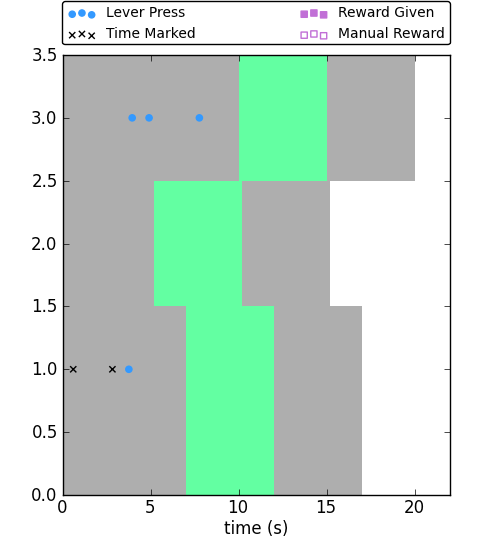 Lever Press
Reward Given
Time Marked
Manual Reward
3.5
3.0
2.5
2.0
1.5
1.0
0.5
0.0
0 5 10 15 20
time (s)